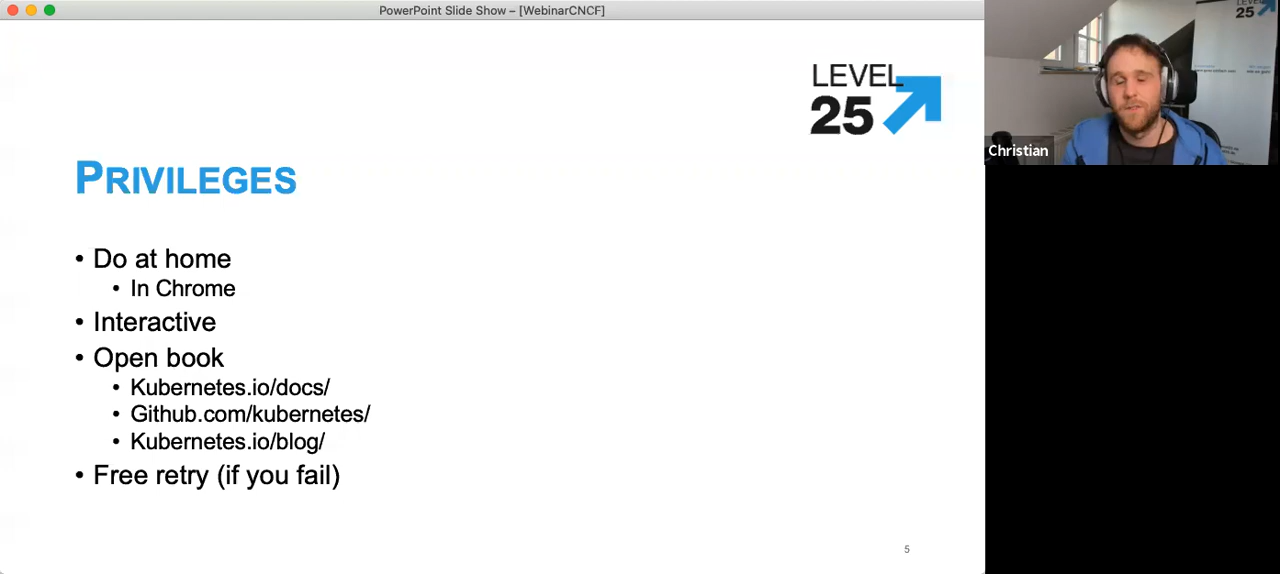 PowerPoint Slide Show – [WebinarCNCF]
LEVEL
25
PRIVILEGES
• Do at home
• In Chrome
• Interactive
• Open book
• Kubernetes.io/docs/
• Github.com/kubernetes/
• Kubernetes.io/blog/
• Free retry (if you fail)
5
25
Christian